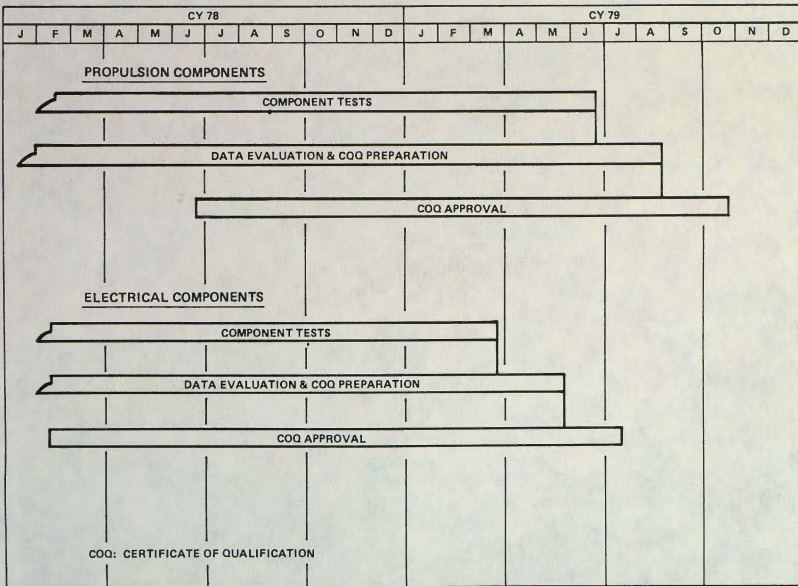 CY 78 CY 79
J F M A M J J A S O N D J F M A M J J A S O N D
PROPULSION COMPONENTS
COMPONENT TESTS
DATA EVALUATION & COQ PREPARATION
COQ APPROVAL
ELECTRICAL COMPONENTS
COMPONENT TESTS
DATA EVALUATION & COQ PREPARATION
COQ APPROVAL
COQ: CERTIFICATE OF QUALIFICATION